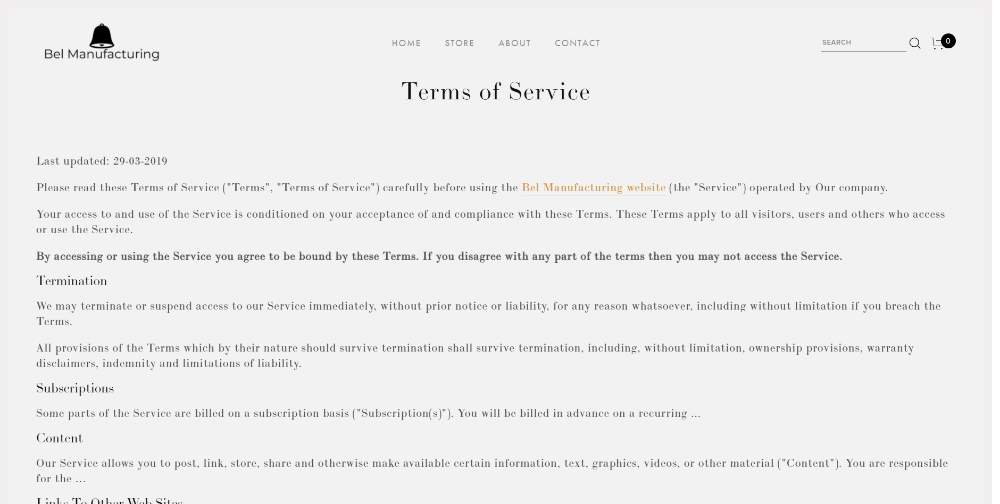 Bel Manufacturing
HOME STORE ABOUT CONTACT
SEARCH
0
Terms of Service
Last updated: 29-03-2019
Please read these Terms of Service ("Terms", "Terms of Service") carefully before using the Bel Manufacturing website (the "Service") operated by Our company.
Your access to and use of the Service is conditioned on your acceptance of and compliance with these Terms. These Terms apply to all visitors, users and others who access
or use the Service.
By accessing or using the Service you agree to be bound by these Terms. If you disagree with any part of the terms then you may not access the Service.
Termination
We may terminate or suspend access to our Service immediately, without prior notice or liability, for any reason whatsoever, including without limitation if you breach the
Terms.
All provisions of the Terms which by their nature should survive termination shall survive termination, including, without limitation, ownership provisions, warranty
disclaimers, indemnity and limitations of liability.
Subscriptions
Some parts of the Service are billed on a subscription basis ("Subscription(s)"). You will be billed in advance on a recurring ...
Content
Our Service allows you to post, link, store, share and otherwise make available certain information, text, graphics, videos, or other material ("Content"). You are responsible
for the ...
Links To Other Web Sites